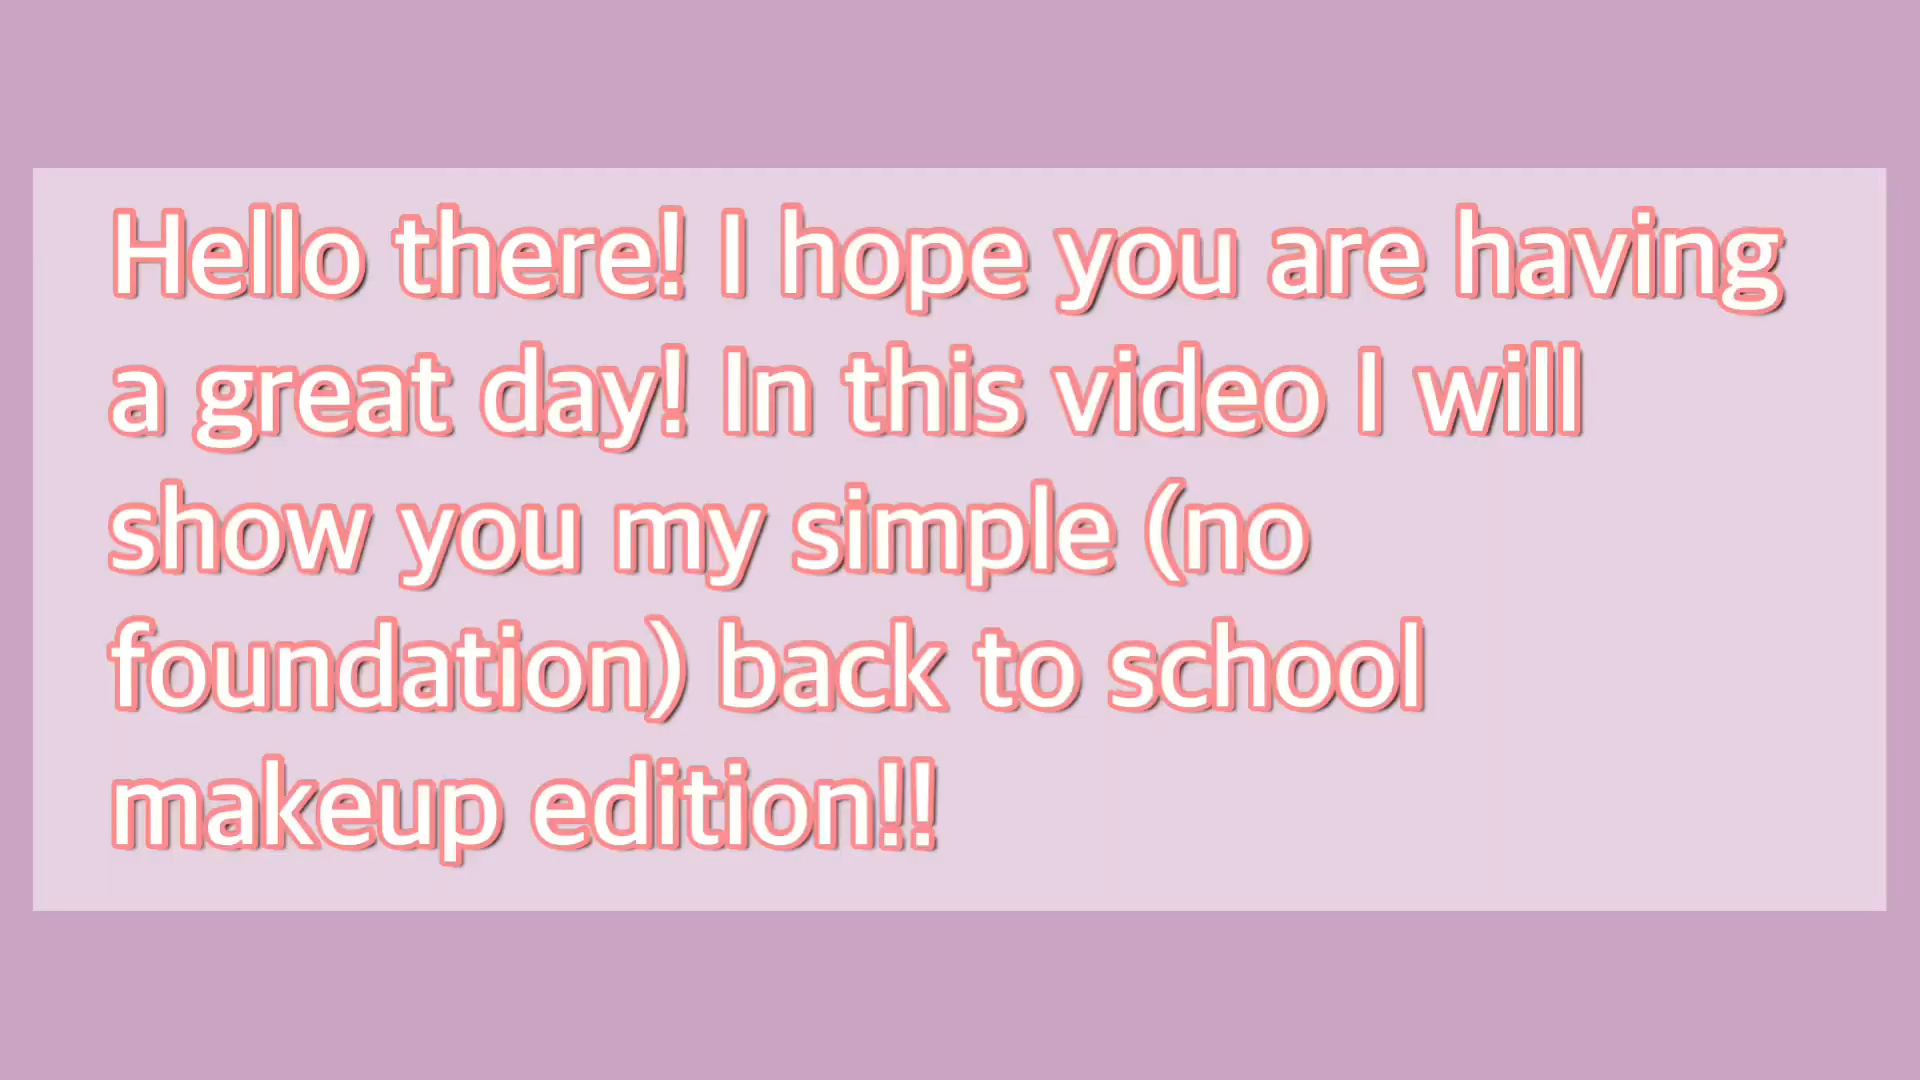 Hello there! I hope you are having
a great day! In this video I will
show you my simple (no
foundation) back to school
makeup edition!!